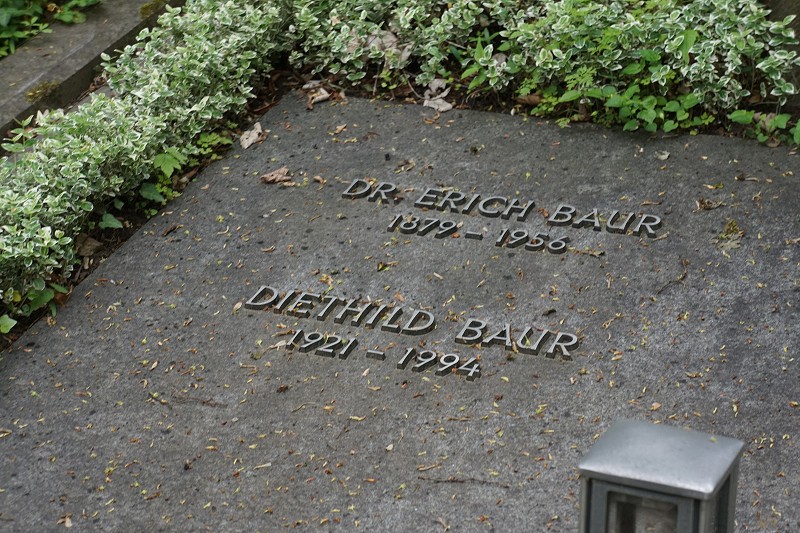 DR. ERICH BAUR
1879 - 1956
DIETHILD BAUR
1921 - 1994